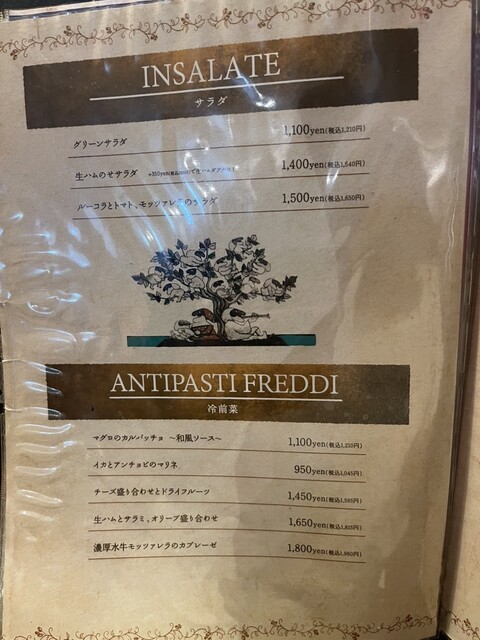 INSALATE
サラダ
グリーンサラダ 1,100yen(税込1,210円)
生ハムのせサラダ 1,400yen(税込1,540円)
ルーコラとトマト、モッツァレラのサラダ 1,500yen(税込1,650円)
ANTIPASTI FREDDI
冷前菜
マグロのカルパッチョ ～和風ソース～ 1,100yen(税込1,210円)
イカとアンチョビのマリネ 950yen(税込1,045円)
チーズ盛り合わせとドライフルーツ 1,450yen(税込1,595円)
生ハムとサラミ、オリーブ盛り合わせ 1,650yen(税込1,815円)
濃厚水牛モッツァレラのカプレーゼ 1,800yen(税込1,980円)